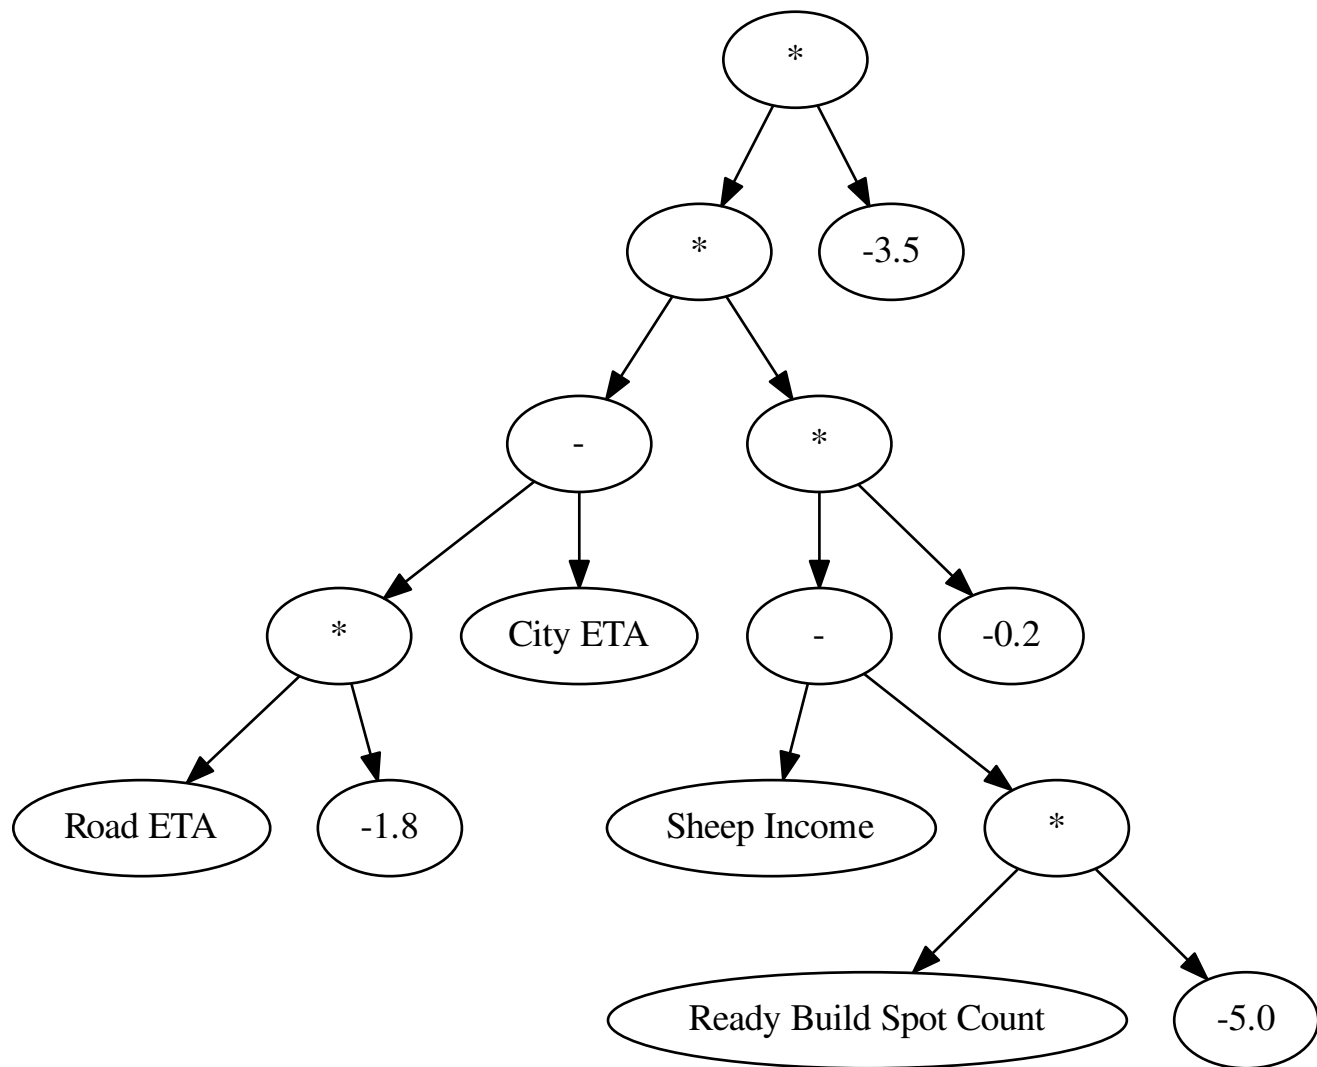 *
*
-3.5
-
*
*
City ETA
-
-0.2
Road ETA
-1.8
Sheep Income
*
Ready Build Spot Count
-5.0